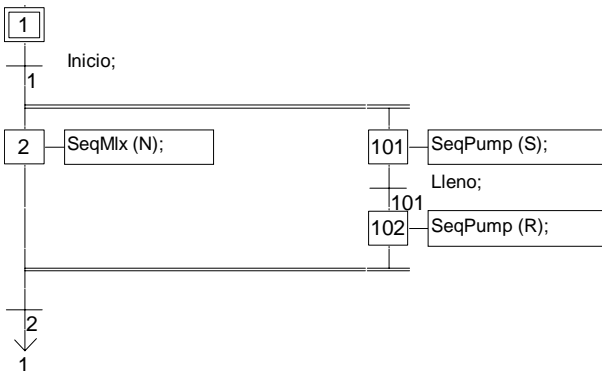 1
Inicio;
1
2
SeqMIx (N);
101
SeqPump (S);
Lleno;
101
102
SeqPump (R);
2
1